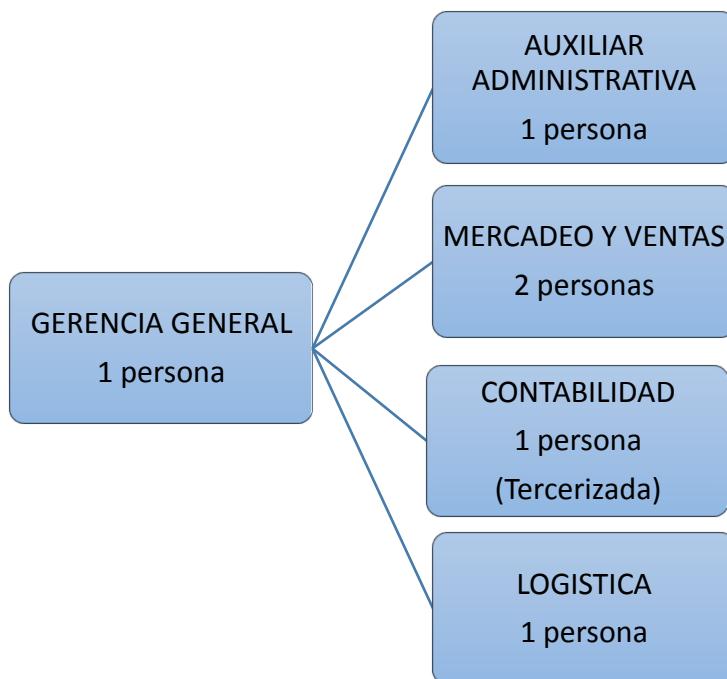 GERENCIA GENERAL
1 persona
AUXILIAR
ADMINISTRATIVA
1 persona
MERCADEO Y VENTAS
2 personas
CONTABILIDAD
1 persona
(Tercerizada)
LOGISTICA
1 persona